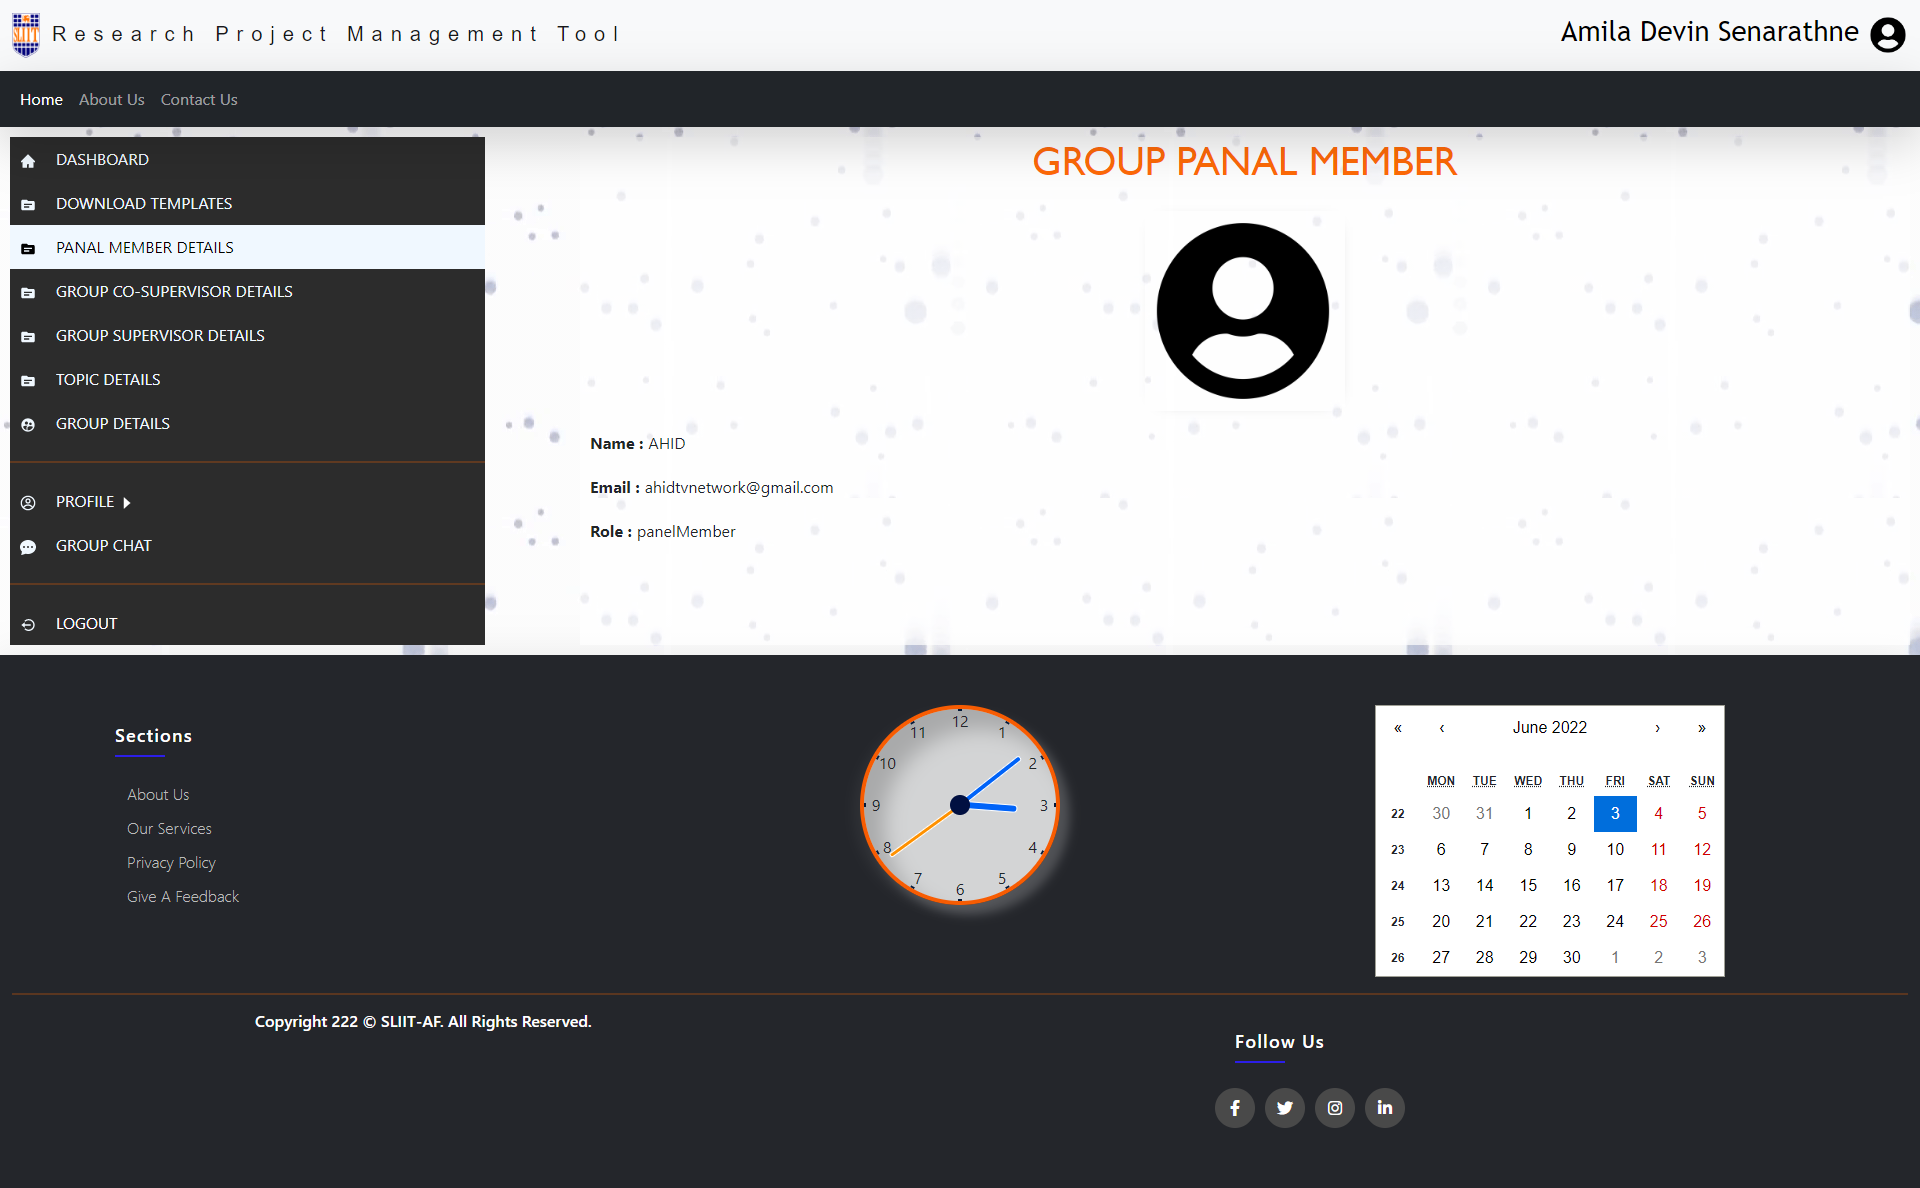 SLIIT
Research Project Management Tool
Amila Devin Senarathne
Home About Us Contact Us
DASHBOARD
DOWNLOAD TEMPLATES
PANAL MEMBER DETAILS
GROUP CO-SUPERVISOR DETAILS
GROUP SUPERVISOR DETAILS
TOPIC DETAILS
GROUP DETAILS
PROFILE
GROUP CHAT
LOGOUT
GROUP PANAL MEMBER
Name : AHID
Email : ahidtvnetwork@gmail.com
Role : panelMember
Sections
About Us
Our Services
Privacy Policy
Give A Feedback
12
1
2
3
4
5
6
7
8
9
10
11
« ‹ June 2022 › »
MON TUE WED THU FRI SAT SUN
22 30 31 1 2 3 4 5
23 6 7 8 9 10 11 12
24 13 14 15 16 17 18 19
25 20 21 22 23 24 25 26
26 27 28 29 30 1 2 3
Copyright 222 © SLIIT-AF. All Rights Reserved.
Follow Us